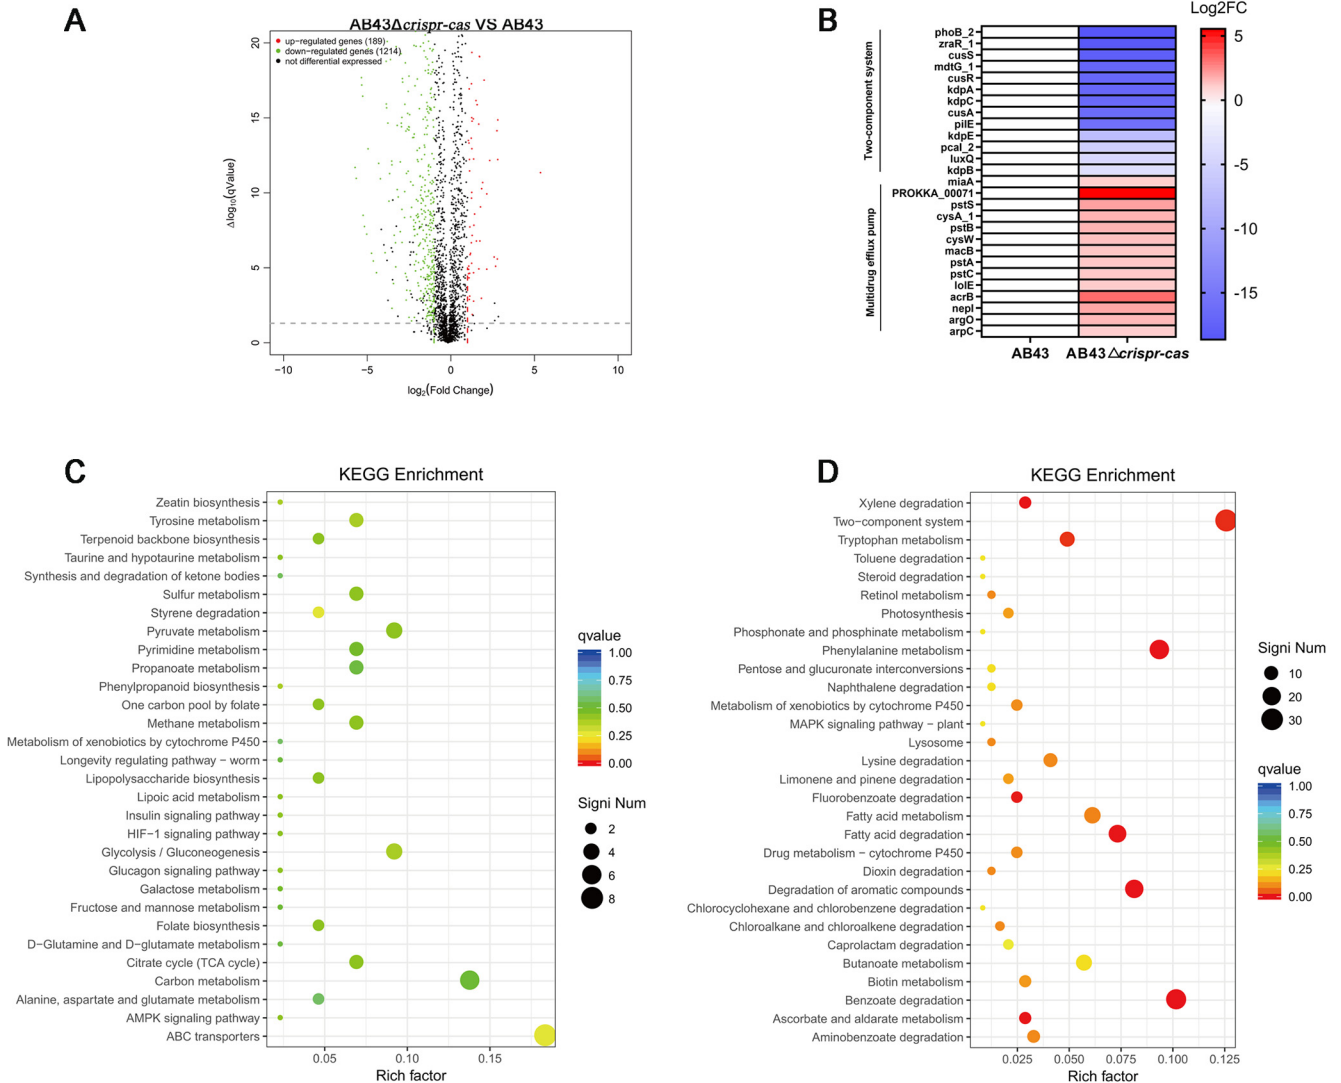 A
AB43Δcrispr-cas VS AB43
up−regulated genes (189)
down−regulated genes (1214)
not differential expressed
20
15
10
5
0
Δlog10(qValue)
−10
−5
0
5
10
log2(Fold Change)
B
Log2FC
Two-component system
Multidrug efflux pump
phoB_2
zraR_1
cusS
mdtG_1
cusR
kdpA
kdpC
cusA
pilE
kdpE
pcal_2
luxQ
kdpB
miaA
PROKKA_00071
pstS
cysA_1
pstB
cysW
macB
pstA
pstC
lolE
acrB
nepI
argO
arpC
AB43
AB43 △crispr-cas
5
0
-5
-10
-15
C
KEGG Enrichment
Zeatin biosynthesis
Tyrosine metabolism
Terpenoid backbone biosynthesis
Taurine and hypotaurine metabolism
Synthesis and degradation of ketone bodies
Sulfur metabolism
Styrene degradation
Pyruvate metabolism
Pyrimidine metabolism
Propanoate metabolism
Phenylpropanoid biosynthesis
One carbon pool by folate
Methane metabolism
Metabolism of xenobiotics by cytochrome P450
Longevity regulating pathway − worm
Lipopolysaccharide biosynthesis
Lipoic acid metabolism
Insulin signaling pathway
HIF−1 signaling pathway
Glycolysis / Gluconeogenesis
Glucagon signaling pathway
Galactose metabolism
Fructose and mannose metabolism
Folate biosynthesis
D−Glutamine and D−glutamate metabolism
Citrate cycle (TCA cycle)
Carbon metabolism
Alanine, aspartate and glutamate metabolism
AMPK signaling pathway
ABC transporters
0.05
0.10
0.15
Rich factor
qvalue
1.00
0.75
0.50
0.25
0.00
Signi Num
2
4
6
8
D
KEGG Enrichment
Xylene degradation
Two−component system
Tryptophan metabolism
Toluene degradation
Steroid degradation
Retinol metabolism
Photosynthesis
Phosphonate and phosphinate metabolism
Phenylalanine metabolism
Pentose and glucuronate interconversions
Naphthalene degradation
Metabolism of xenobiotics by cytochrome P450
MAPK signaling pathway − plant
Lysosome
Lysine degradation
Limonene and pinene degradation
Fluorobenzoate degradation
Fatty acid metabolism
Fatty acid degradation
Drug metabolism − cytochrome P450
Dioxin degradation
Degradation of aromatic compounds
Chlorocyclohexane and chlorobenzene degradation
Chloroalkane and chloroalkene degradation
Caprolactam degradation
Butanoate metabolism
Biotin metabolism
Benzoate degradation
Ascorbate and aldarate metabolism
Aminobenzoate degradation
0.025
0.050
0.075
0.100
0.125
Rich factor
Signi Num
10
20
30
qvalue
1.00
0.75
0.50
0.25
0.00